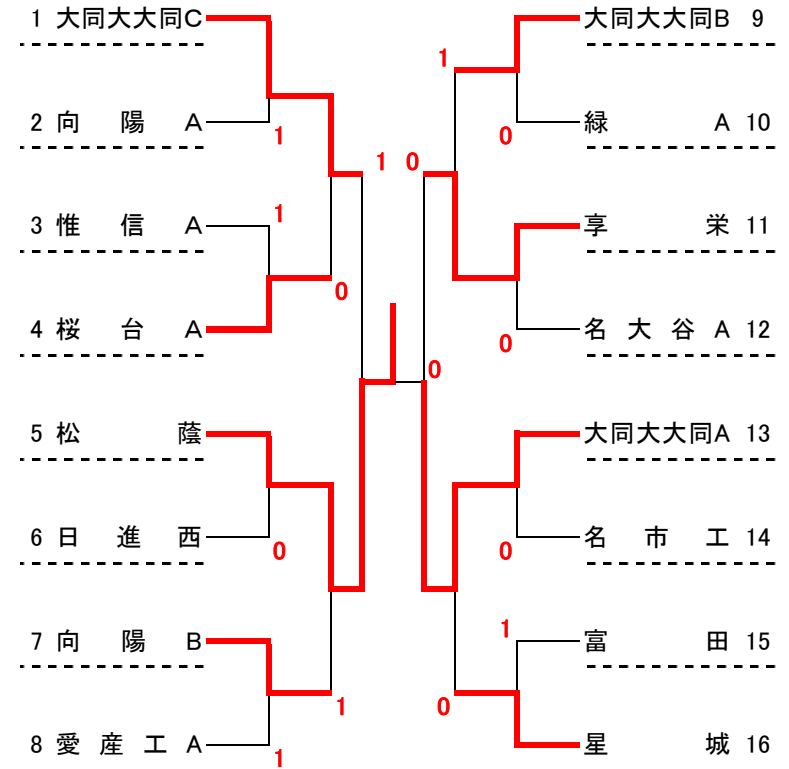 1 大同大大同C
2 向 陽 A
1
3 惟 信 A
1
0
4 桜 台 A
5 松 蔭
6 日 進 西
0
7 向 陽 B
1
8 愛 産 工 A
1
1 0
0
大同大大同B 9
1
緑 A 10
0
享 栄 11
名 大 谷 A 12
0
大同大大同A 13
名 市 工 14
0
富 田 15
1
0
星 城 16